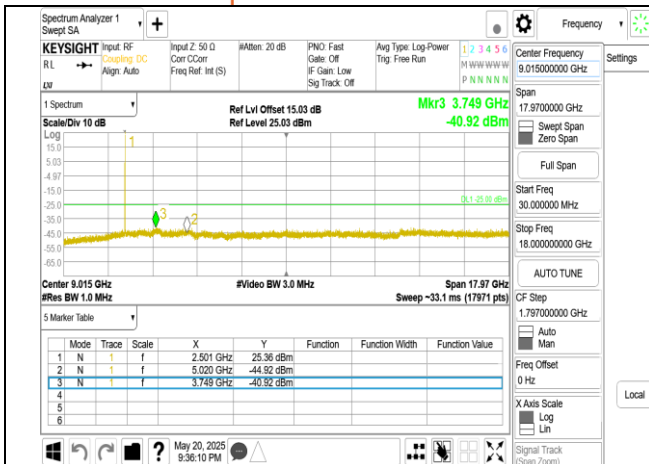 Spectrum Analyzer 1
Swept SA
Frequency
KEYSIGHT
Input: RF
Input Z: 50 Ω
#Atten: 20 dB
PNO: Fast
Avg Type: Log-Power
1 2 3 4 5 6
RL
Coupling: DC
Corr CCorr
Gate: Off
Trig: Free Run
M W W W W W
Align: Auto
Freq Ref: Int (S)
IF Gain: Low
P N N N N N
Sig Track: Off
LXI
Center Frequency
9.015000000 GHz
Settings
1 Spectrum
Ref Lvl Offset 15.03 dB
Mkr3 3.749 GHz
Scale/Div 10 dB
Ref Level 25.03 dBm
-40.92 dBm
Span
17.9700000 GHz
Swept Span
Zero Span
Full Span
Start Freq
30.000000 MHz
Stop Freq
18.000000000 GHz
AUTO TUNE
CF Step
1.797000000 GHz
Auto
Man
Freq Offset
0 Hz
X Axis Scale
Log
Lin
Local
Signal Track
(Span Zoom)
Log
15.0
5.03
-4.97
-15.0
-25.0
-35.0
-45.0
-55.0
-65.0
1
3
2
DL1 -25.00 dBm
Center 9.015 GHz
#Video BW 3.0 MHz
Span 17.97 GHz
#Res BW 1.0 MHz
Sweep ~33.1 ms (17971 pts)
5 Marker Table
Mode Trace Scale X Y Function Function Width Function Value
1 N 1 f 2.501 GHz 25.36 dBm
2 N 1 f 5.020 GHz -44.92 dBm
3 N 1 f 3.749 GHz -40.92 dBm
4
5
6
?
May 20, 2025
9:36:10 PM